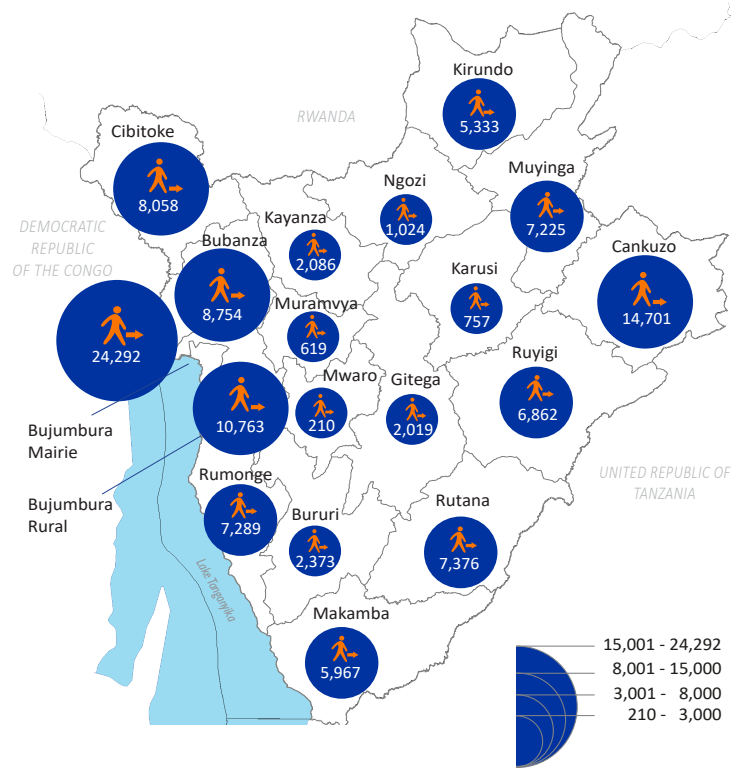 Kirundo
5,333
RWANDA
Cibitoke
8,058
Muyinga
7,225
Ngozi
1,024
DEMOCRATIC
REPUBLIC
OF THE CONGO
Kayanza
2,086
Bubanza
8,754
Cankuzo
14,701
Karusi
757
Muramvya
619
24,292
Ruyigi
6,862
Mwaro
210
Gitega
2,019
10,763
Bujumbura
Mairie
Bujumbura
Rural
UNITED REPUBLIC OF
TANZANIA
Rumonge
7,289
Rutana
7,376
Bururi
2,373
Lake Tanganyika
Makamba
5,967
15,001 - 24,292
8,001 - 15,000
3,001 - 8,000
210 - 3,000